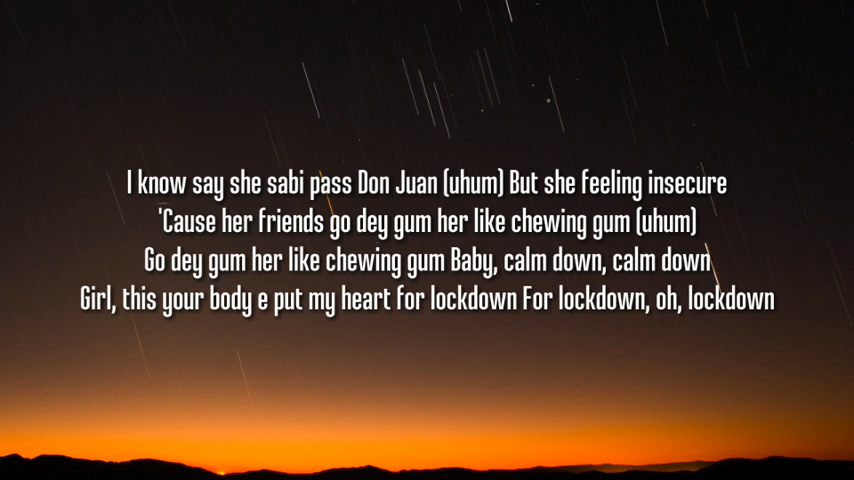 I know say she sabi pass Don Juan (uhum) But she feeling insecure
'Cause her friends go dey gum her like chewing gum (uhum)
Go dey gum her like chewing gum Baby, calm down, calm down
Girl, this your body e put my heart for lockdown For lockdown, oh, lockdown